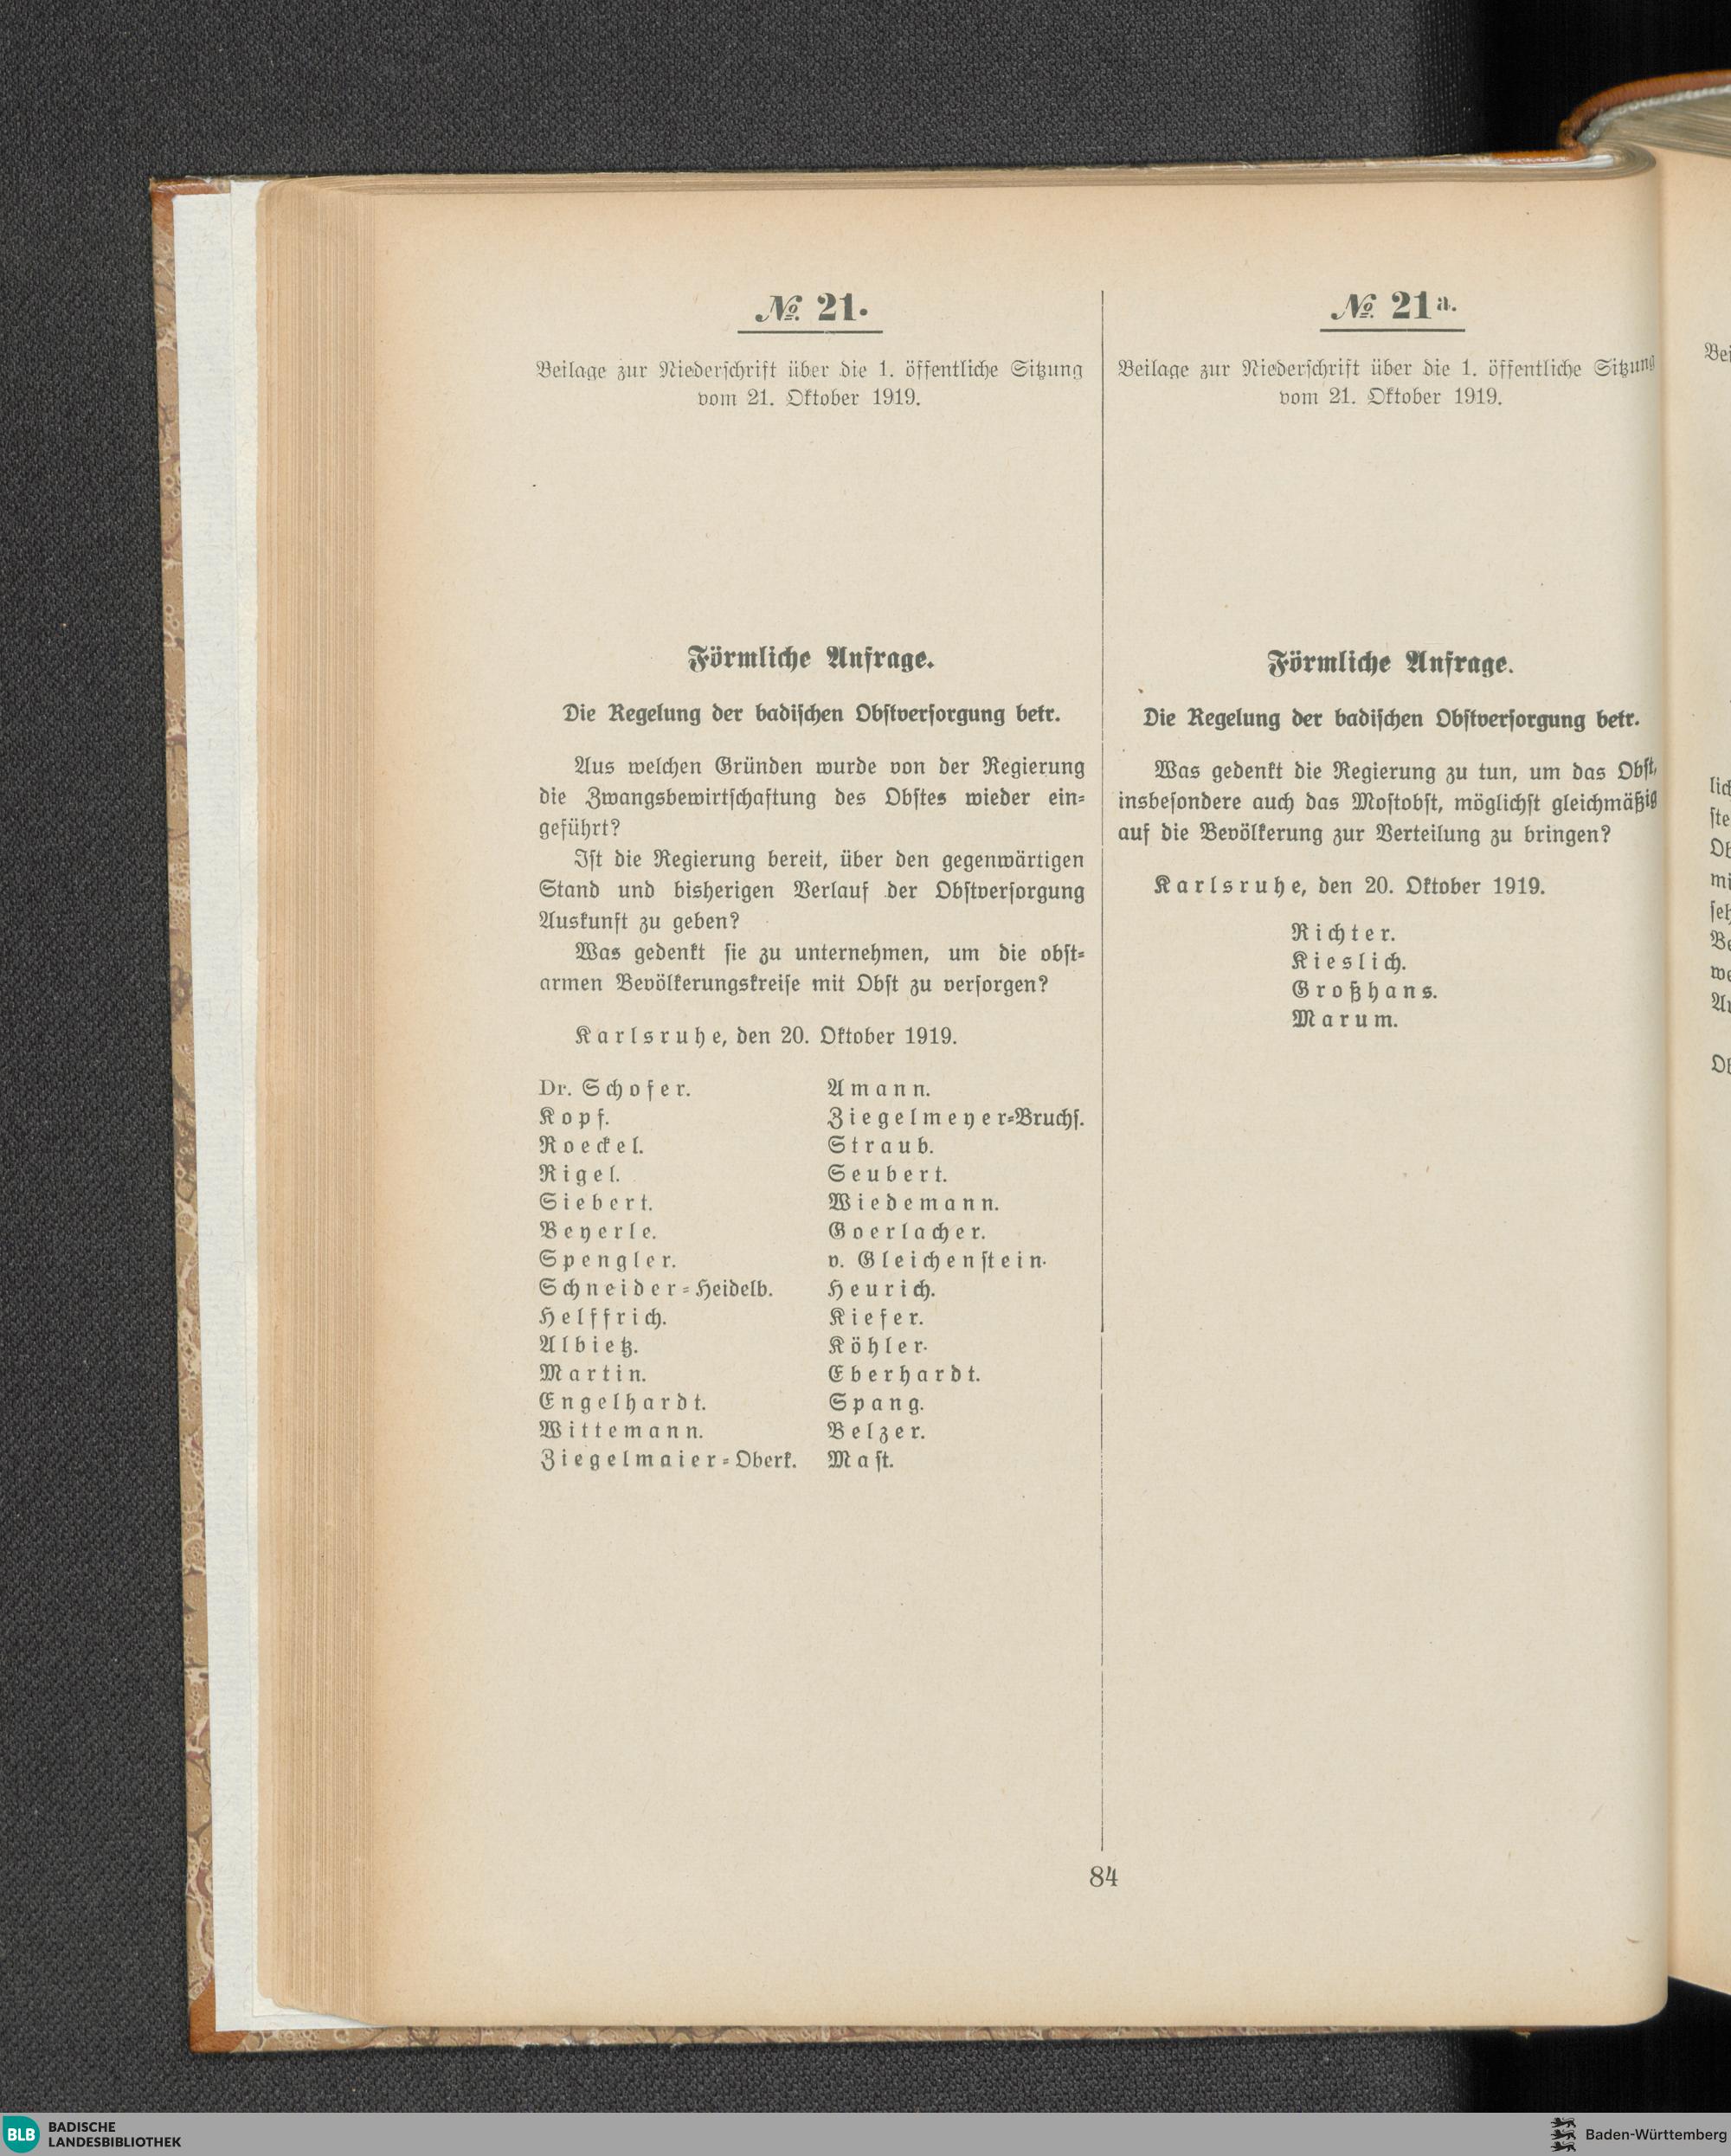 № 21.
Beilage zur Niederschrift über die 1. öffentliche Sitzung
vom 21. Oktober 1919.
Förmliche Anfrage.
Die Regelung der badischen Obstversorgung betr.
Aus welchen Gründen wurde von der Regierung
die Zwangsbewirtschaftung des Obstes wieder ein-
geführt?
Ist die Regierung bereit, über den gegenwärtigen
Stand und bisherigen Verlauf der Obstversorgung
Auskunft zu geben?
Was gedenkt sie zu unternehmen, um die obst-
armen Bevölkerungskreise mit Obst zu versorgen?
Karlsruhe, den 20. Oktober 1919.
Dr. Schofer.
Kopf.
Roeckel.
Rigel.
Siebert.
Beyerle.
Spengler.
Schneider-Heidelb.
Helffrich.
Albietz.
Martin.
Engelhardt.
Wittemann.
Ziegelmaier-Oberk.
Amann.
Ziegelmeyer-Bruchs.
Straub.
Seubert.
Wiedemann.
Goerlacher.
v. Gleichenstein.
Heurich.
Kiefer.
Köhler.
Eberhardt.
Spang.
Belzer.
Mast.
№ 21a.
Beilage zur Niederschrift über die 1. öffentliche Sitzung
vom 21. Oktober 1919.
Förmliche Anfrage.
Die Regelung der badischen Obstversorgung betr.
Was gedenkt die Regierung zu tun, um das Obst,
insbesondere auch das Mostobst, möglichst gleichmäßig
auf die Bevölkerung zur Verteilung zu bringen?
Karlsruhe, den 20. Oktober 1919.
Richter.
Kieslich.
Großhans.
Marum.
84
BLB BADISCHE
LANDESBIBLIOTHEK
Baden-Württemberg